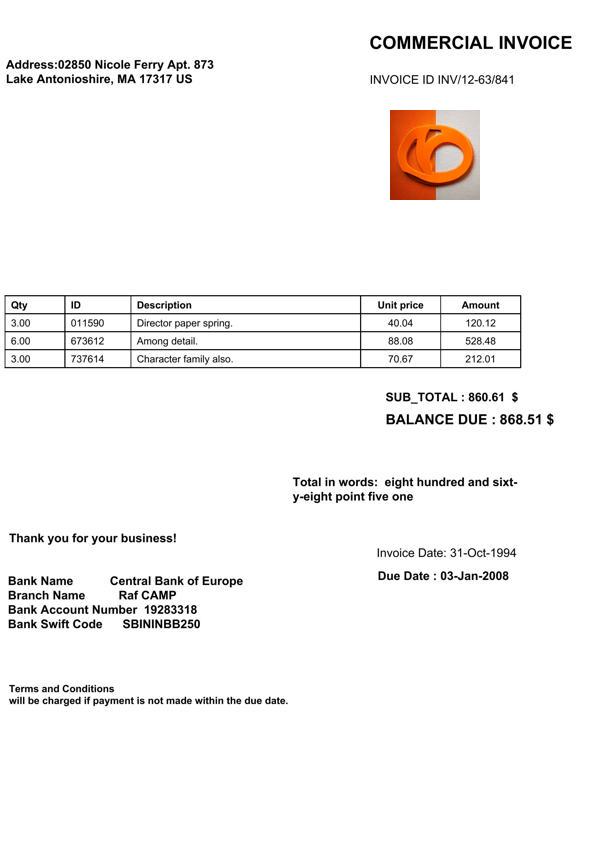 COMMERCIAL INVOICE
Address:02850 Nicole Ferry Apt. 873
Lake Antonioshire, MA 17317 US
INVOICE ID INV/12-63/841
Qty ID Description Unit price Amount
3.00 011590 Director paper spring. 40.04 120.12
6.00 673612 Among detail. 88.08 528.48
3.00 737614 Character family also. 70.67 212.01
SUB_TOTAL : 860.61 $
BALANCE DUE : 868.51 $
Total in words: eight hundred and sixt-
y-eight point five one
Thank you for your business!
Invoice Date: 31-Oct-1994
Due Date : 03-Jan-2008
Bank Name Central Bank of Europe
Branch Name Raf CAMP
Bank Account Number 19283318
Bank Swift Code SBININBB250
Terms and Conditions
will be charged if payment is not made within the due date.